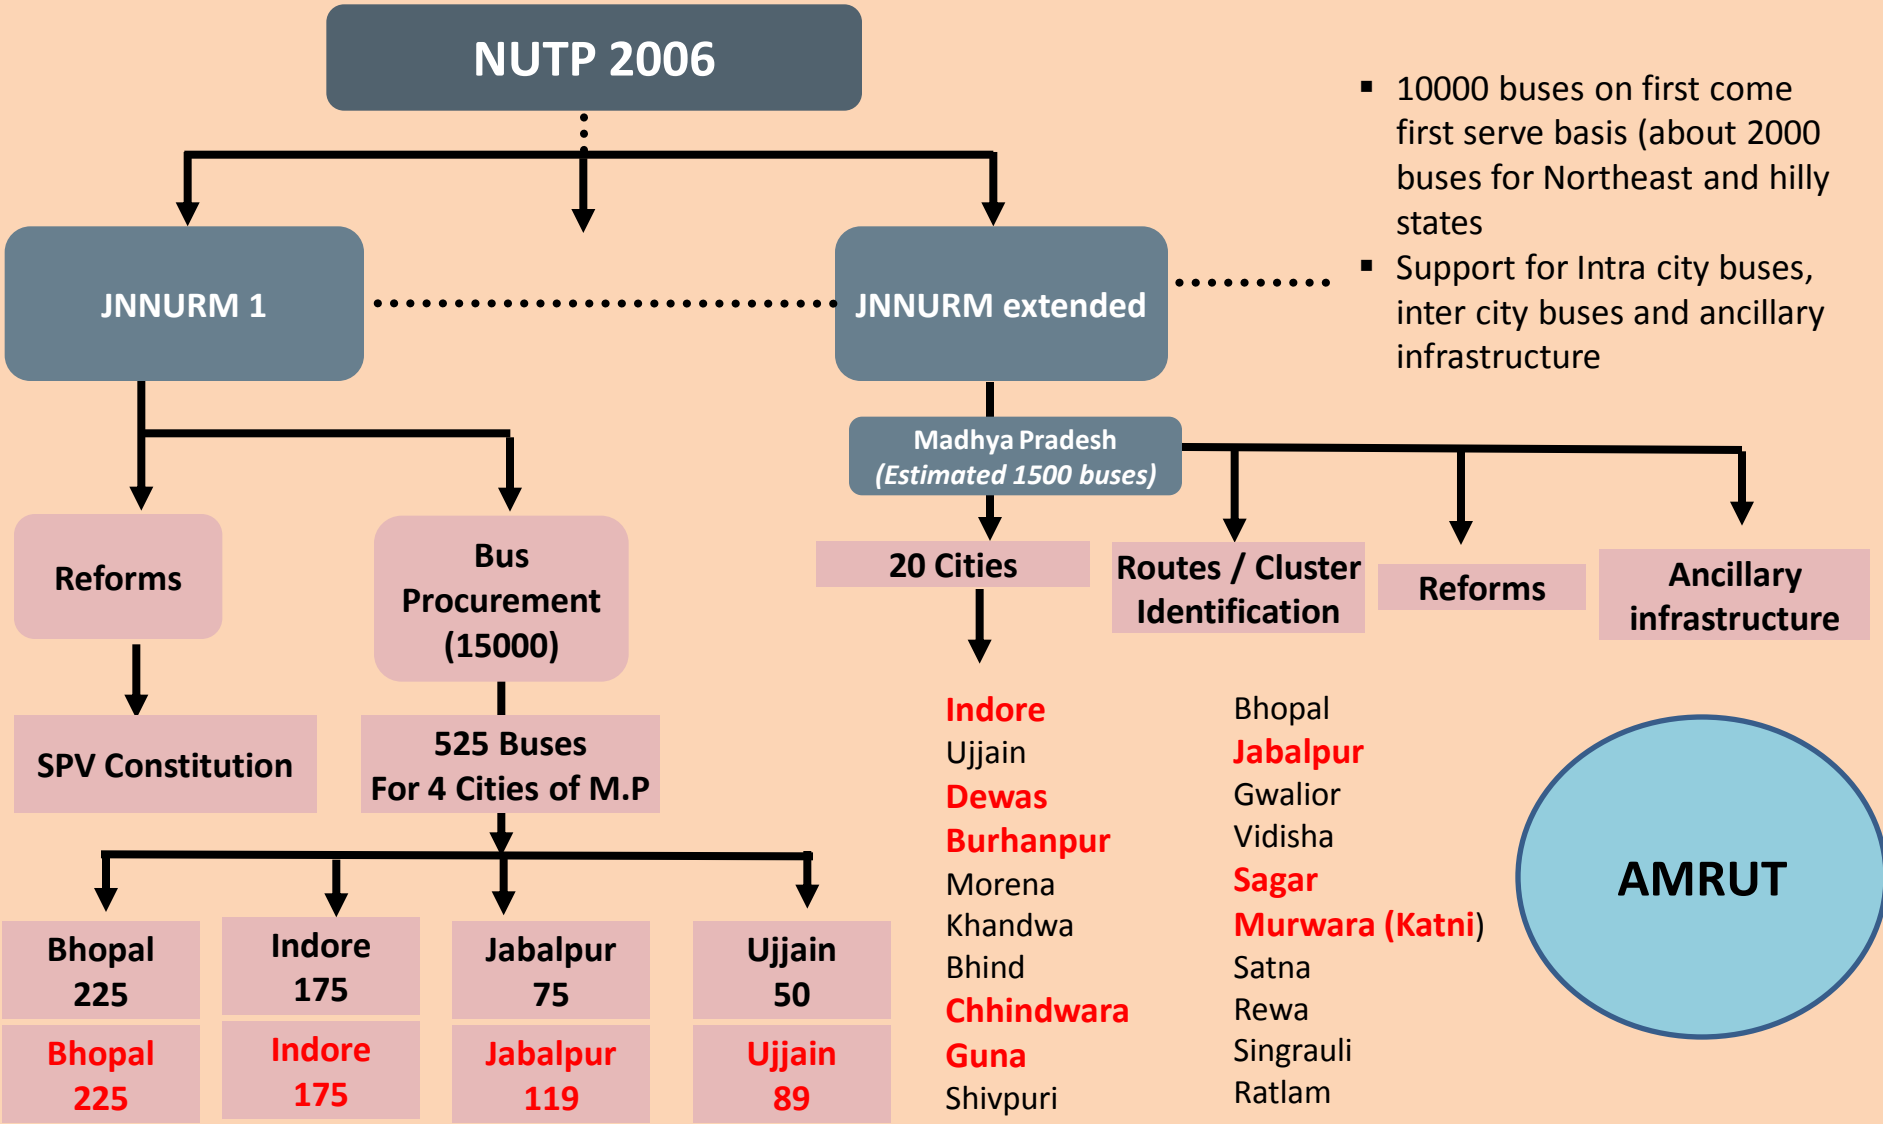 NUTP 2006
▪ 10000 buses on first come
first serve basis (about 2000
buses for Northeast and hilly
states
▪ Support for Intra city buses,
inter city buses and ancillary
infrastructure
JNNURM 1
JNNURM extended
Madhya Pradesh
(Estimated 1500 buses)
Reforms
Bus
Procurement
(15000)
20 Cities
Routes / Cluster
Identification
Reforms
Ancillary
infrastructure
SPV Constitution
525 Buses
For 4 Cities of M.P
Bhopal
225
Indore
175
Jabalpur
75
Ujjain
50
Bhopal
225
Indore
175
Jabalpur
119
Ujjain
89
Indore
Ujjain
Dewas
Burhanpur
Morena
Khandwa
Bhind
Chhindwara
Guna
Shivpuri
Bhopal
Jabalpur
Gwalior
Vidisha
Sagar
Murwara (Katni)
Satna
Rewa
Singrauli
Ratlam
AMRUT